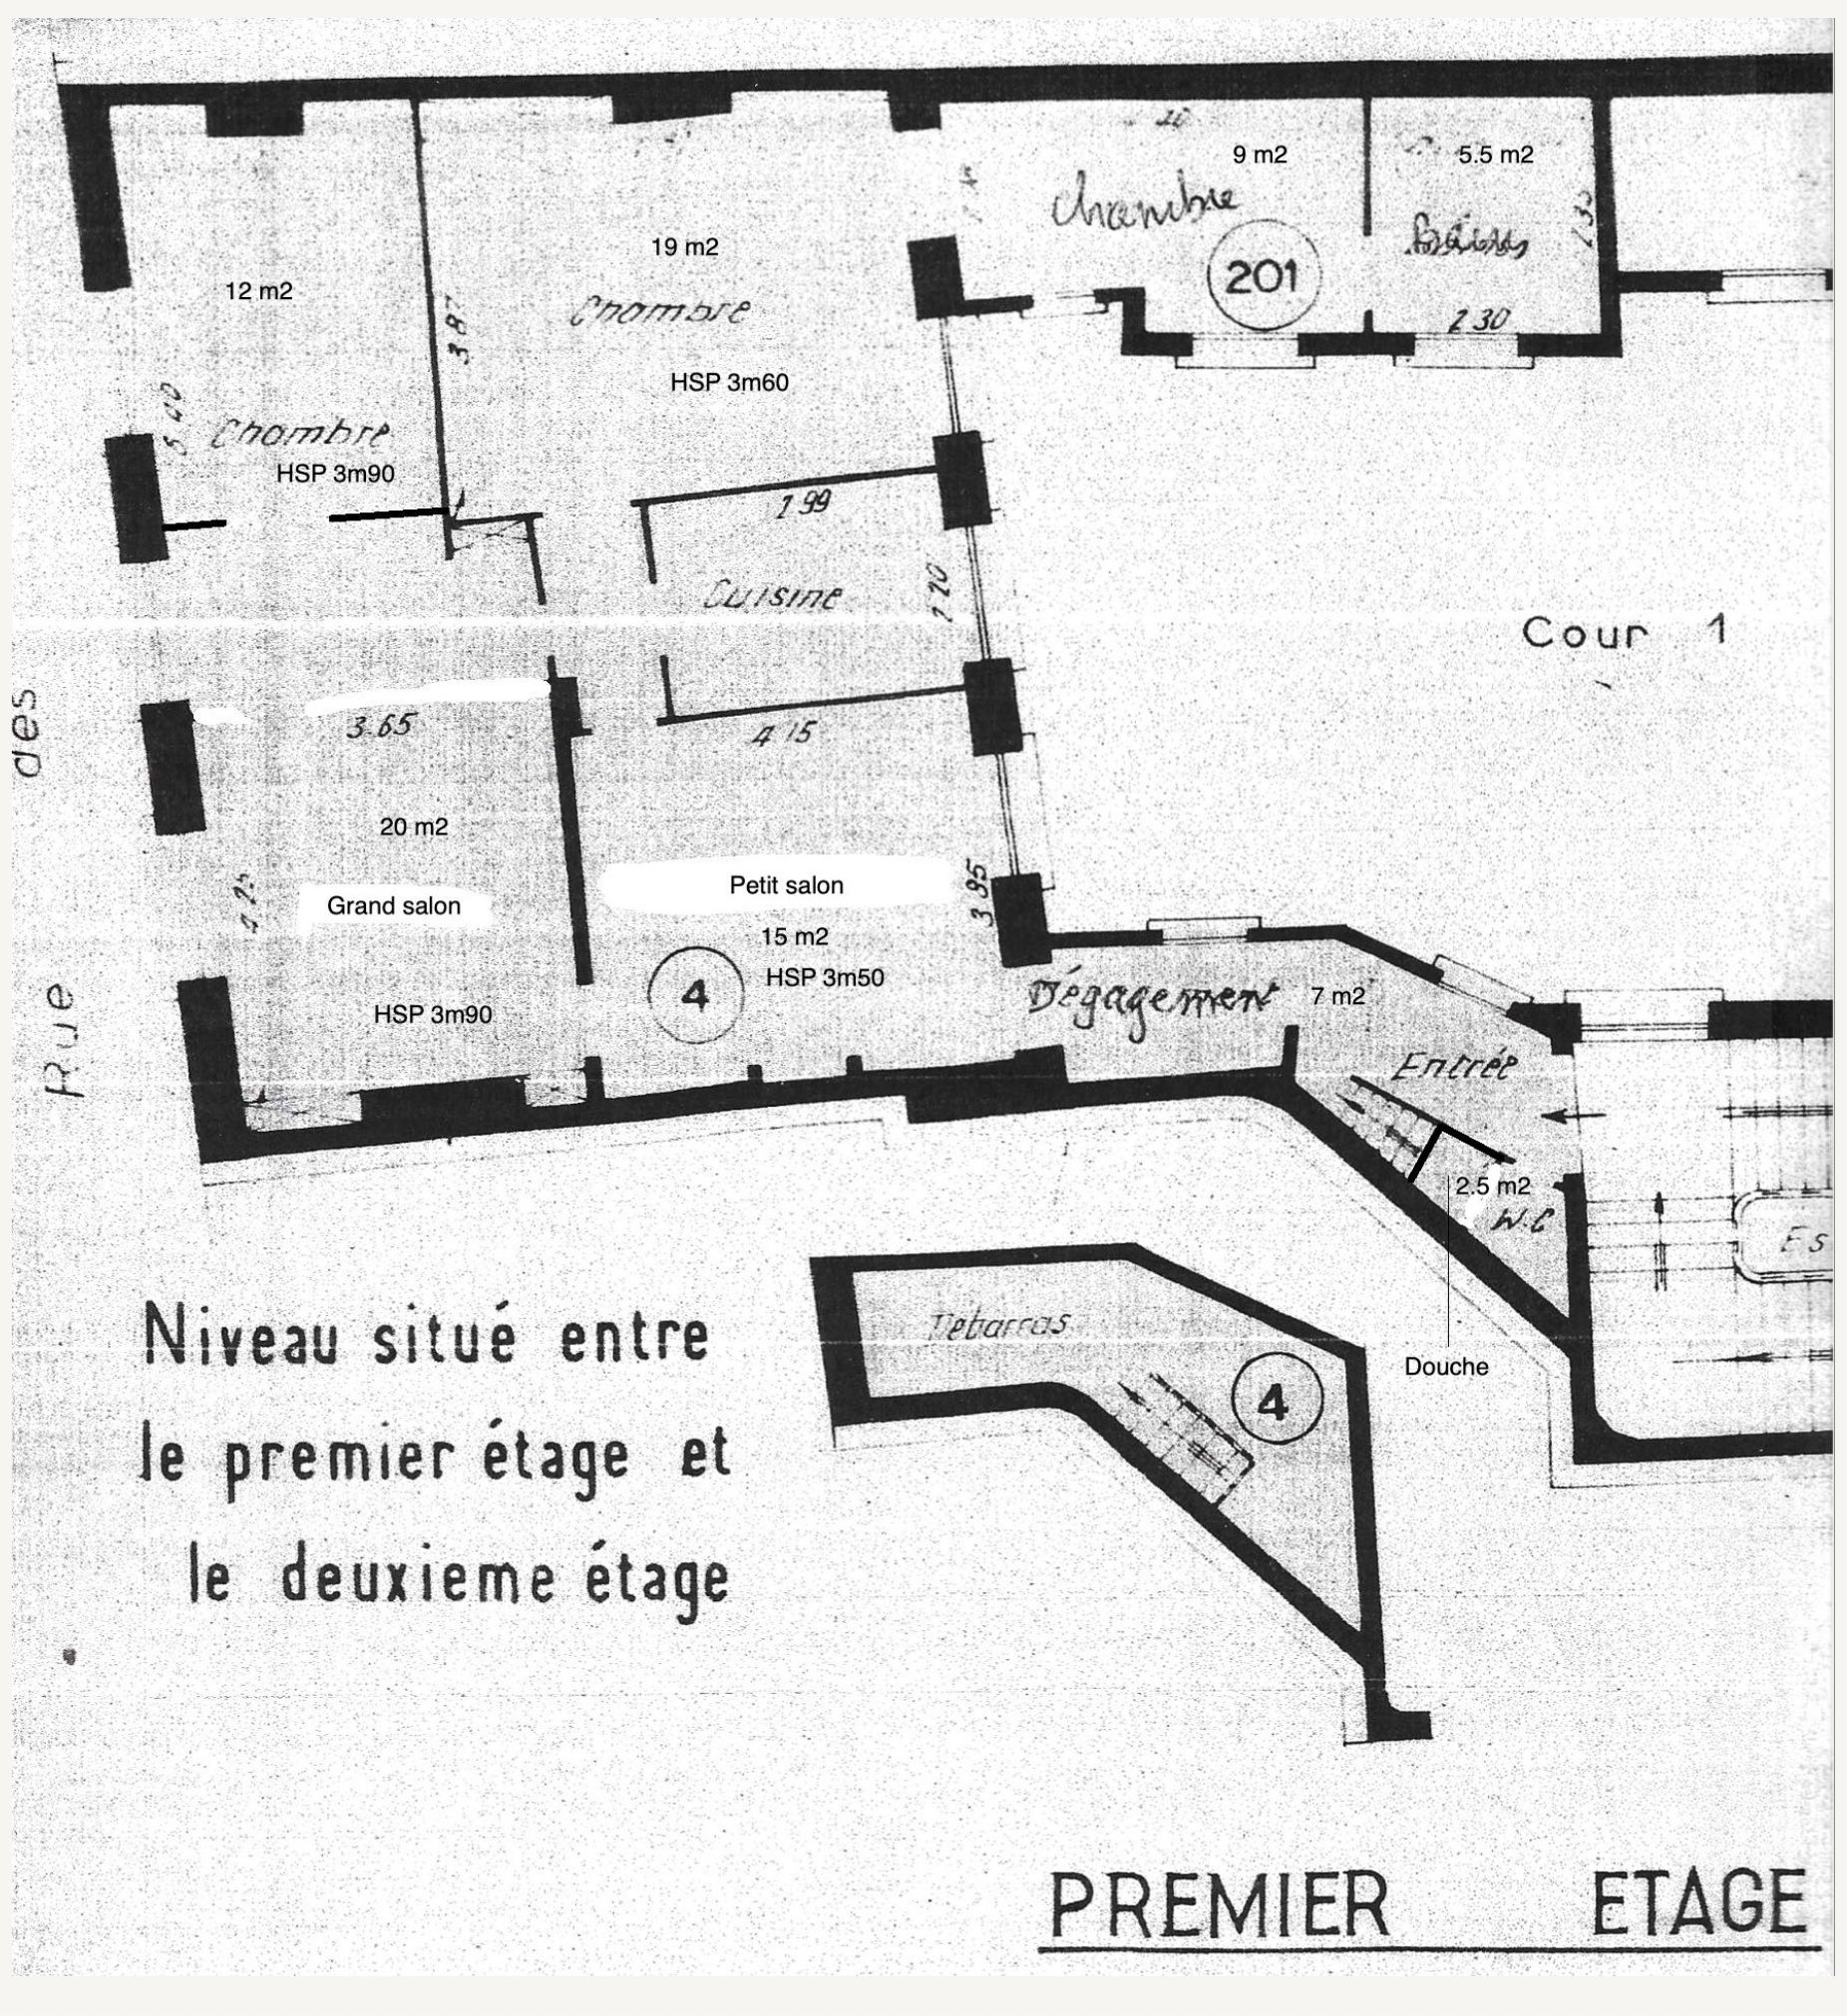 9 m2
5.5 m2
Chambre
Bains
201
2 30
19 m2
12 m2
Chambre
3 87
HSP 3m60
5 40
Chambre
HSP 3m90
1 99
Cuisine
2 20
Cour 1
Rue des
3.65
4 15
20 m2
Petit salon
Grand salon
3 85
15 m2
4
HSP 3m50
HSP 3m90
Dégagement
7 m2
Entrée
2.5 m2
W.C
Es
Douche
Débarras
4
Niveau situé entre
le premier étage et
le deuxieme étage
PREMIER ETAGE